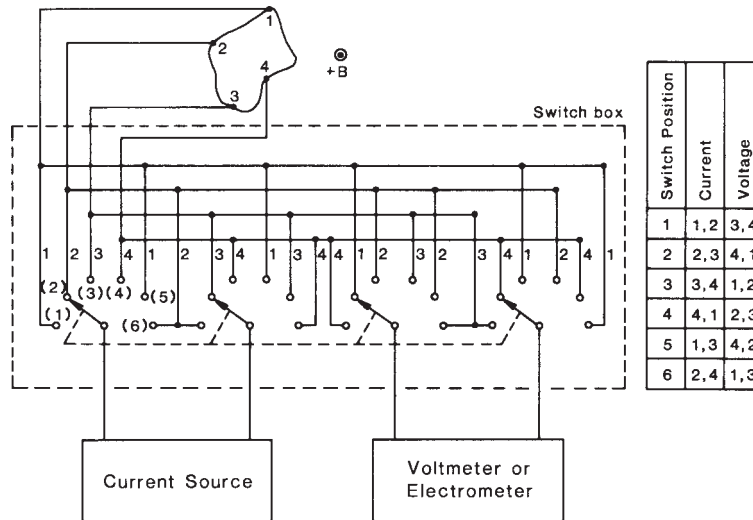 1
2
4
3
+B
Switch box
1 2 3 4 1 2 3 4 1 3 4 4 1 2 3 2 3 4 1 2 4 1
(2) (3) (4) (5)
(1) (6)
Current Source
Voltmeter or
Electrometer
Switch Position Current Voltage
1 1,2 3,4
2 2,3 4,1
3 3,4 1,2
4 4,1 2,3
5 1,3 4,2
6 2,4 1,3